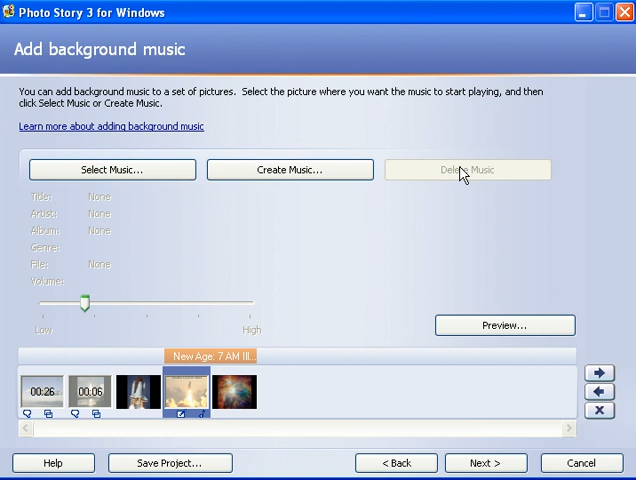 Photo Story 3 for Windows
Add background music
You can add background music to a set of pictures. Select the picture where you want the music to start playing, and then
click Select Music or Create Music.
Learn more about adding background music
Select Music...
Create Music...
Delete Music
Title: None
Artist: None
Album: None
Genre:
File: None
Volume:
Low High
Preview...
New Age: 7 AM Ill...
00:26
00:06
Help
Save Project...
< Back
Next >
Cancel